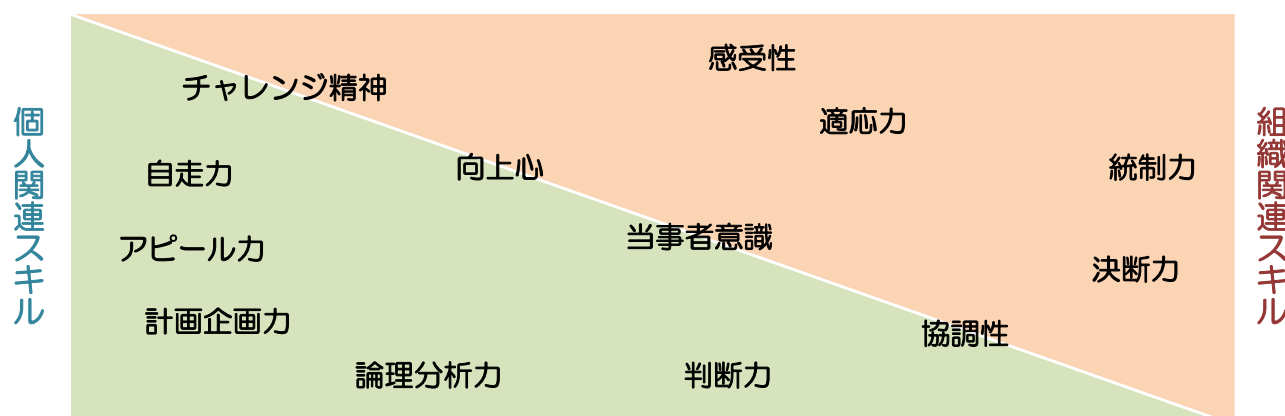 個人関連スキル
感受性
チャレンジ精神
適応力
向上心
自走力
統制力
当事者意識
アピール力
決断力
計画企画力
協調性
論理分析力
判断力
組織関連スキル